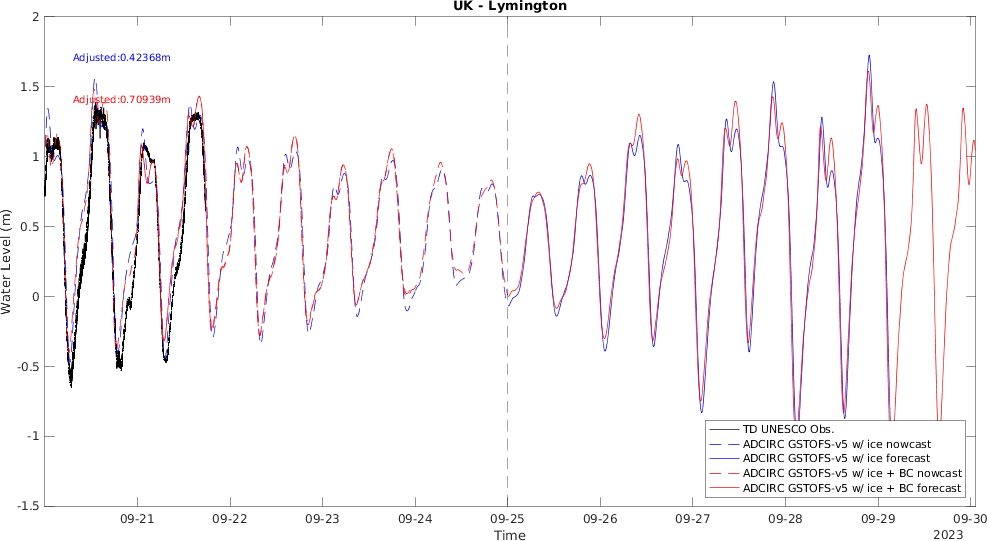 UK - Lymington
2
1.5
1
0.5
0
-0.5
-1
-1.5
Water Level (m)
Adjusted:0.42368m
Adjusted:0.70939m
TD UNESCO Obs.
ADCIRC GSTOFS-v5 w/ ice nowcast
ADCIRC GSTOFS-v5 w/ ice forecast
ADCIRC GSTOFS-v5 w/ ice + BC nowcast
ADCIRC GSTOFS-v5 w/ ice + BC forecast
09-21 09-22 09-23 09-24 09-25 09-26 09-27 09-28 09-29 09-30
Time
2023